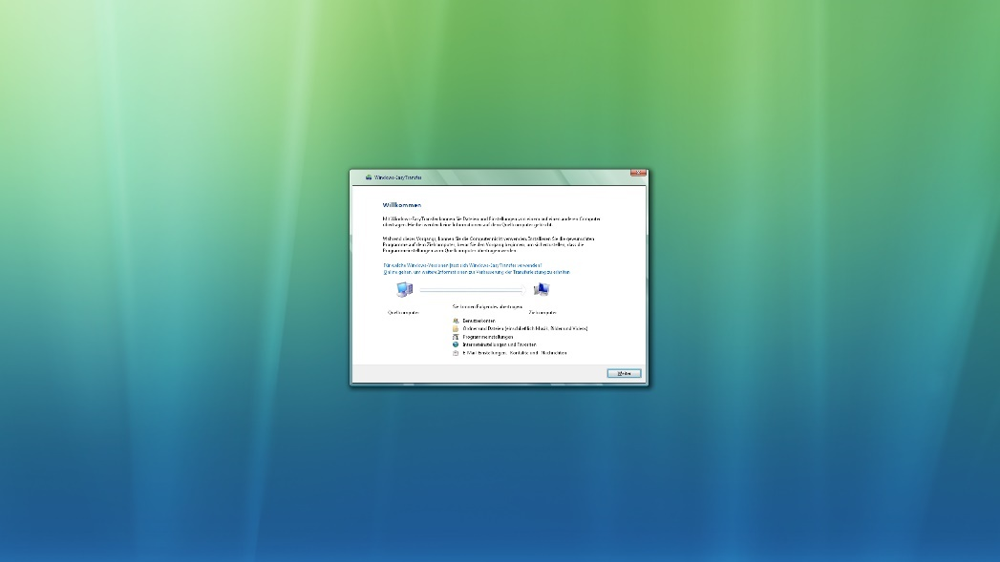 Windows-EasyTransfer
Willkommen
Mit Windows-EasyTransfer können Sie Dateien und Einstellungen von einem auf einen anderen Computer
übertragen. Hierbei werden keine Informationen auf dem Quellcomputer gelöscht.
Während dieses Vorgangs, können Sie die Computer nicht verwenden. Installieren Sie die gewünschten
Programme auf dem Zielcomputer, bevor Sie den Vorgang beginnen, um sicherzustellen, dass die
Programmeinstellungen vom Quellcomputer übertragen werden.
Für welche Windows-Versionen lässt sich Windows-EasyTransfer verwenden?
Online gehen, um weitere Informationen zur Verbesserung der Transferleistung zu erhalten
Sie können Folgendes übertragen:
Quellcomputer
Zielcomputer
Benutzerkonten
Ordner und Dateien (einschließlich Musik, Bilder und Videos)
Programmeinstellungen
Interneteinstellungen und Favoriten
E-Mail-Einstellungen, -Kontakte und -Nachrichten
Weiter